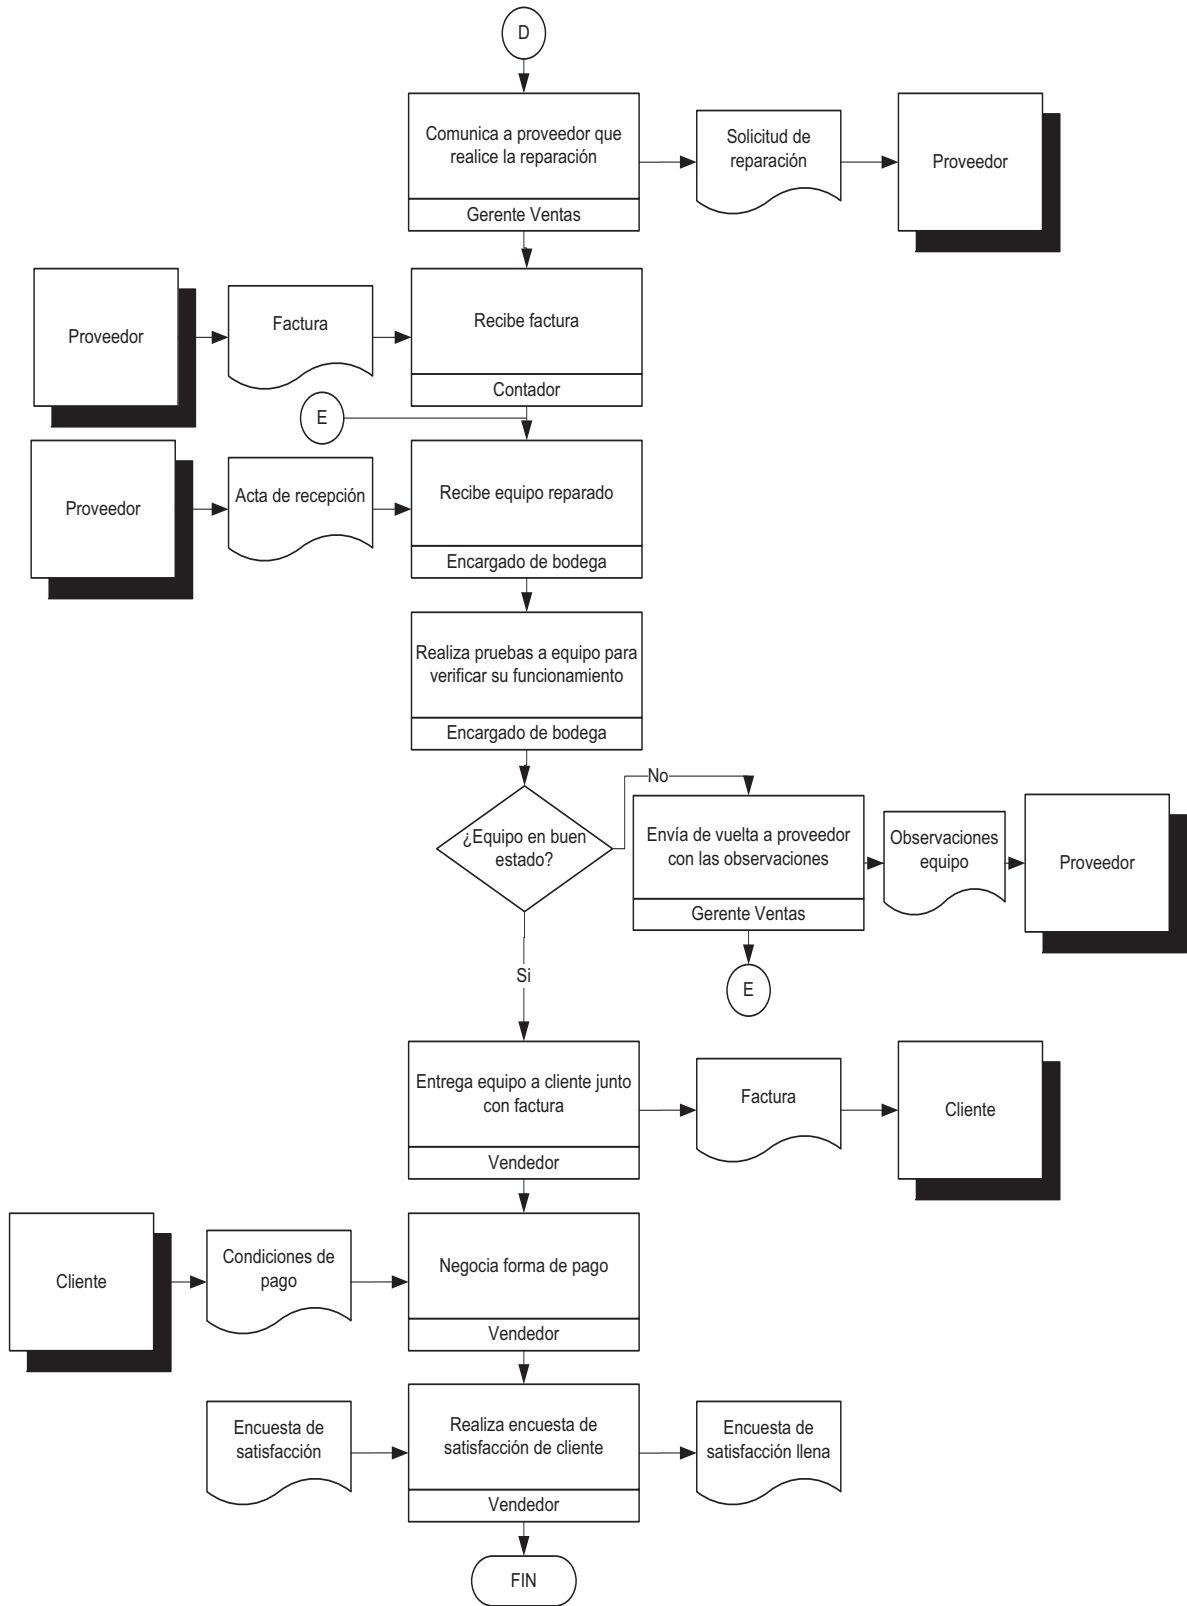 D
Comunica a proveedor que
realice la reparación
Gerente Ventas
Solicitud de
reparación
Proveedor
Proveedor
Factura
Recibe factura
Contador
E
Proveedor
Acta de recepción
Recibe equipo reparado
Encargado de bodega
Realiza pruebas a equipo para
verificar su funcionamiento
Encargado de bodega
¿Equipo en buen
estado?
No
Envía de vuelta a proveedor
con las observaciones
Gerente Ventas
Observaciones
equipo
Proveedor
E
Si
Entrega equipo a cliente junto
con factura
Vendedor
Factura
Cliente
Cliente
Condiciones de
pago
Negocia forma de pago
Vendedor
Encuesta de
satisfacción
Realiza encuesta de
satisfacción de cliente
Vendedor
Encuesta de
satisfacción llena
FIN